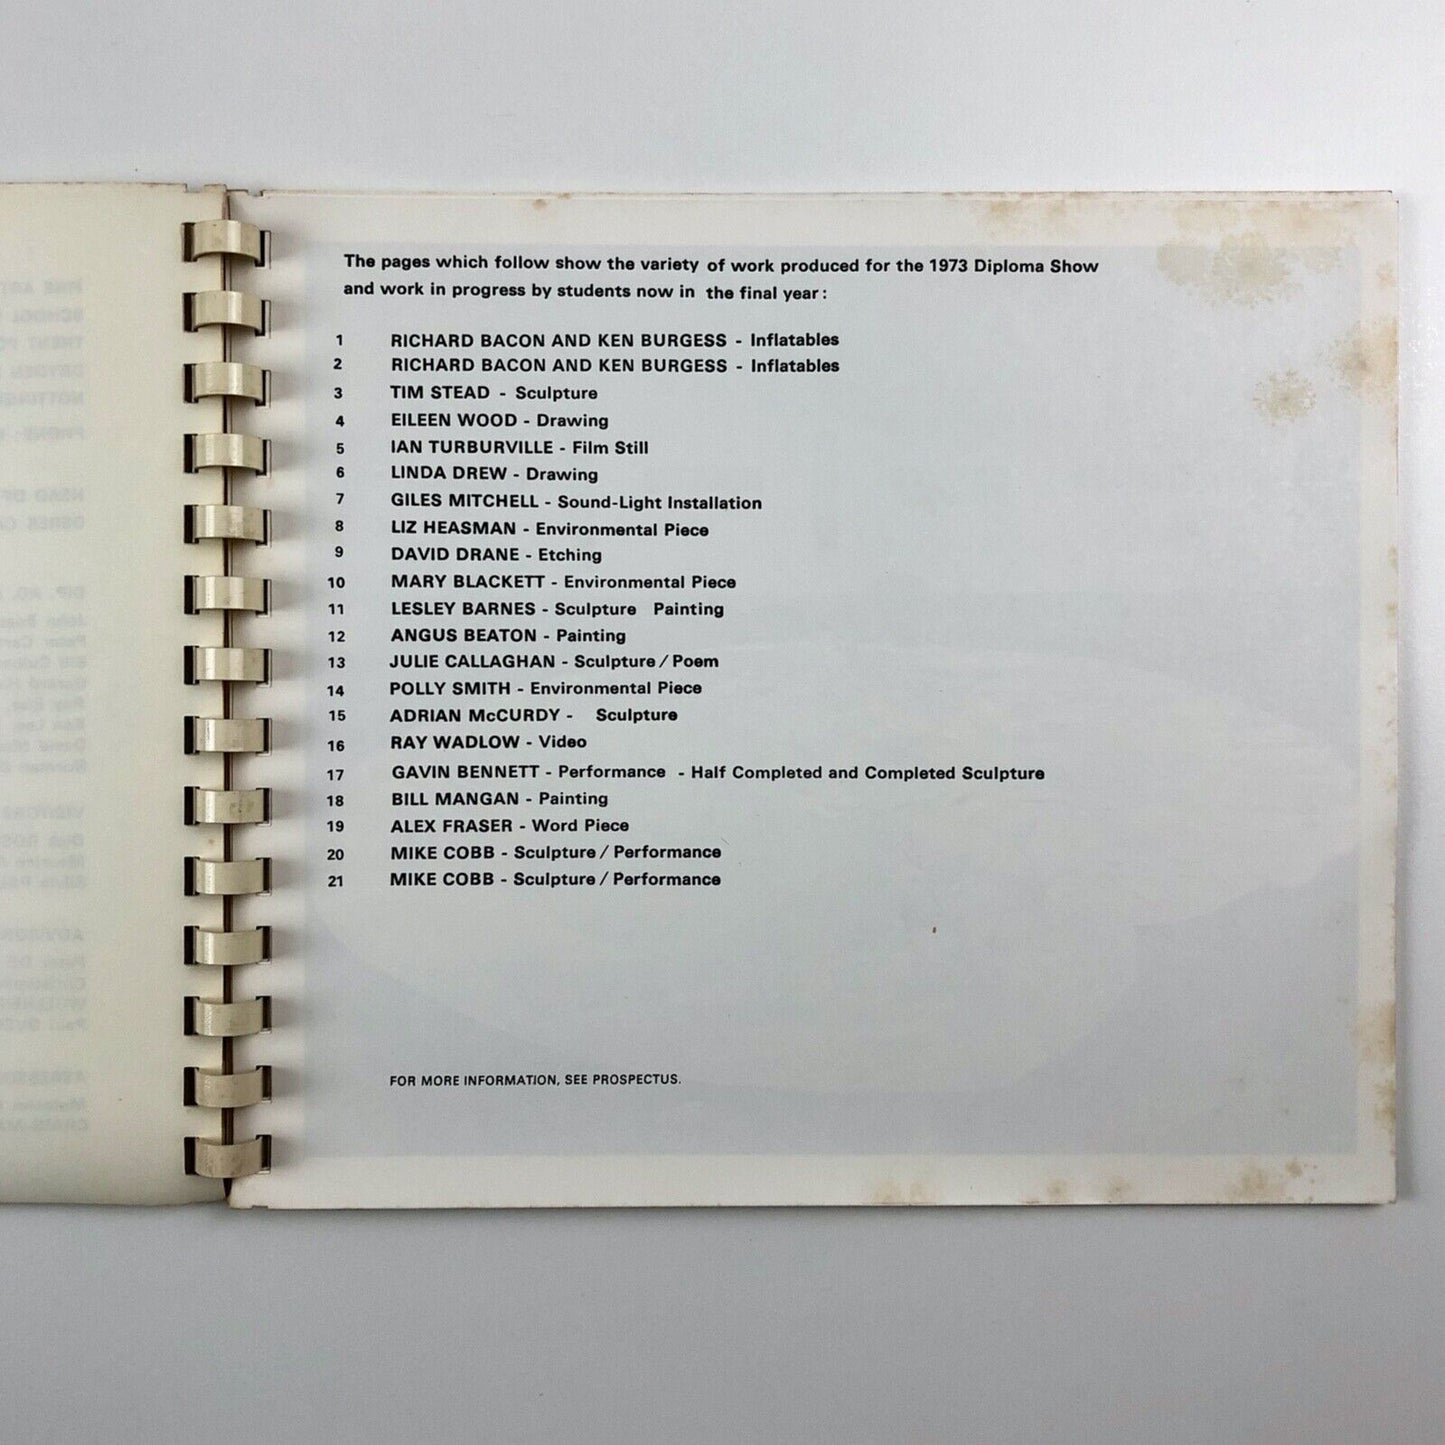 The pages which follow show the variety of work produced for the 1973 Diploma Show
and work in progress by students now in the final year:
1 RICHARD BACON AND KEN BURGESS - Inflatables
2 RICHARD BACON AND KEN BURGESS - Inflatables
3 TIM STEAD - Sculpture
4 EILEEN WOOD - Drawing
5 IAN TURBURVILLE - Film Still
6 LINDA DREW - Drawing
7 GILES MITCHELL - Sound-Light Installation
8 LIZ HEASMAN - Environmental Piece
9 DAVID DRANE - Etching
10 MARY BLACKETT - Environmental Piece
11 LESLEY BARNES - Sculpture Painting
12 ANGUS BEATON - Painting
13 JULIE CALLAGHAN - Sculpture / Poem
14 POLLY SMITH - Environmental Piece
15 ADRIAN McCURDY - Sculpture
16 RAY WADLOW - Video
17 GAVIN BENNETT - Performance - Half Completed and Completed Sculpture
18 BILL MANGAN - Painting
19 ALEX FRASER - Word Piece
20 MIKE COBB - Sculpture / Performance
21 MIKE COBB - Sculpture / Performance
FOR MORE INFORMATION, SEE PROSPECTUS.